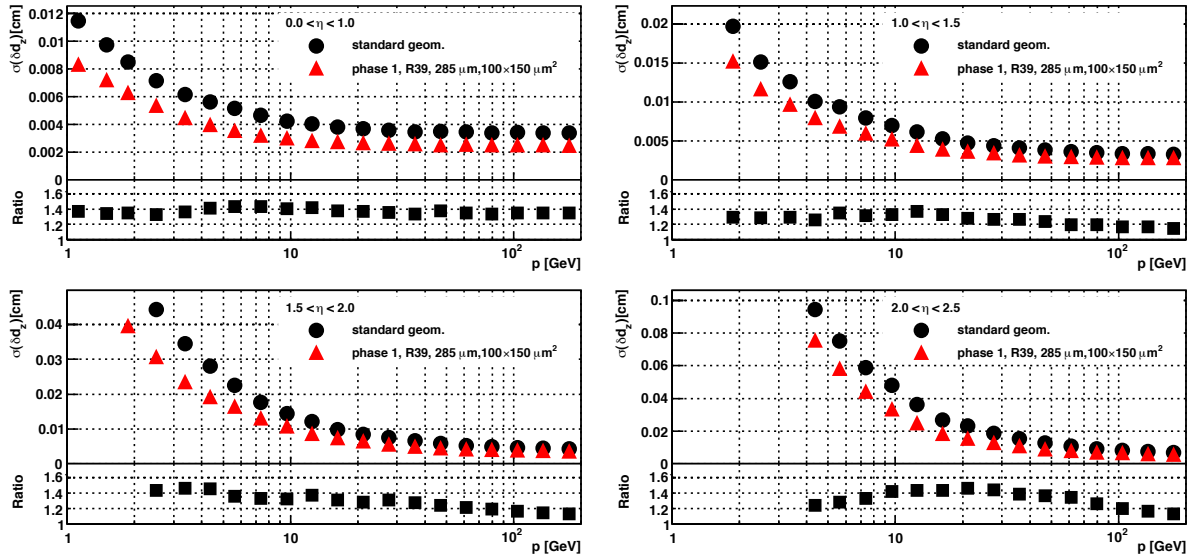 0.0 < η < 1.0
standard geom.
phase 1, R39, 285 μm,100×150 μm²
σ(δd_z)[cm]
0.012
0.01
0.008
0.006
0.004
0.002
0
Ratio
1.6
1.4
1.2
1
1 10 10²
p [GeV]
1.0 < η < 1.5
standard geom.
phase 1, R39, 285 μm,100×150 μm²
σ(δd_z)[cm]
0.02
0.015
0.01
0.005
0
Ratio
1.6
1.4
1.2
1
1 10 10²
p [GeV]
1.5 < η < 2.0
standard geom.
phase 1, R39, 285 μm,100×150 μm²
σ(δd_z)[cm]
0.04
0.03
0.02
0.01
0
Ratio
1.6
1.4
1.2
1
1 10 10²
p [GeV]
2.0 < η < 2.5
standard geom.
phase 1, R39, 285 μm,100×150 μm²
σ(δd_z)[cm]
0.1
0.08
0.06
0.04
0.02
0
Ratio
1.6
1.4
1.2
1
1 10 10²
p [GeV]